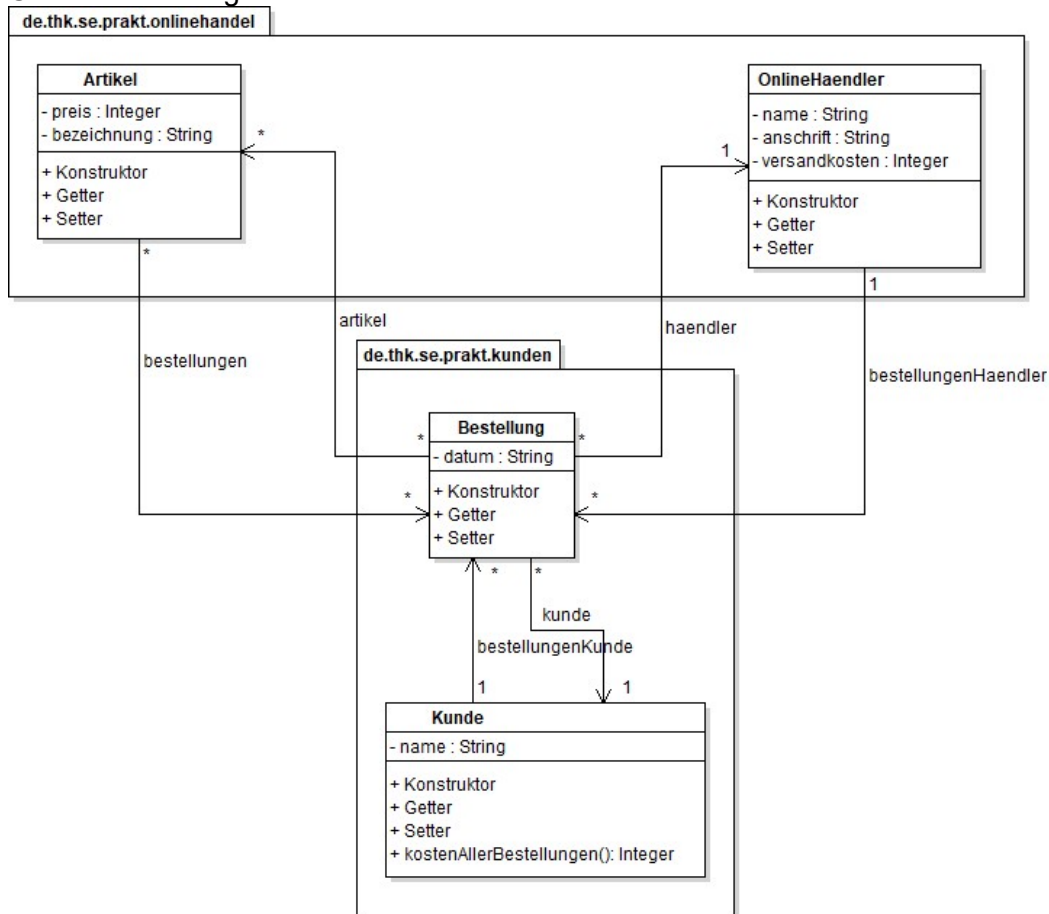 de.thk.se.prakt.onlinehandel
Artikel
- preis : Integer
- bezeichnung : String
+ Konstruktor
+ Getter
+ Setter
*
*
OnlineHaendler
- name : String
- anschrift : String
- versandkosten : Integer
+ Konstruktor
+ Getter
+ Setter
1
1
artikel
haendler
bestellungen
bestellungenHaendler
de.thk.se.prakt.kunden
Bestellung
- datum : String
+ Konstruktor
+ Getter
+ Setter
*
*
*
*
*
*
kunde
bestellungenKunde
1
1
Kunde
- name : String
+ Konstruktor
+ Getter
+ Setter
+ kostenAllerBestellungen(): Integer